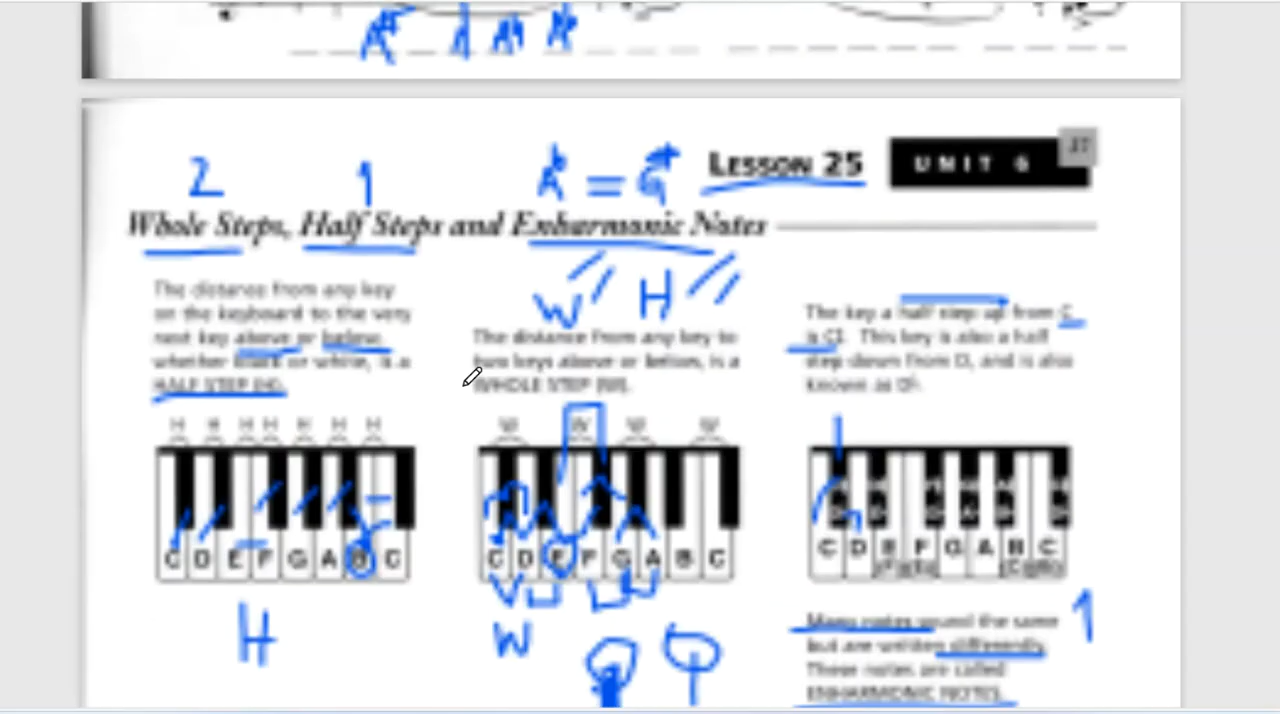 LESSON 25
UNIT 6
37
2
1
A♭ = G#
Whole Steps, Half Steps and Enharmonic Notes
W H
The distance from any key
on the keyboard to the very
next key above or below,
whether black or white, is a
HALF STEP (H).
H H H H H H H
C D E F G A B C
H
The distance from any key to
two keys above or below, is a
WHOLE STEP (W).
W W W W
C D E F G A B C
W
The key a half step up from C
is C♯. This key is also a half
step down from D, and is also
known as D♭.
C D E F G A B C
1
Many notes sound the same
but are written differently.
These notes are called
ENHARMONIC NOTES.